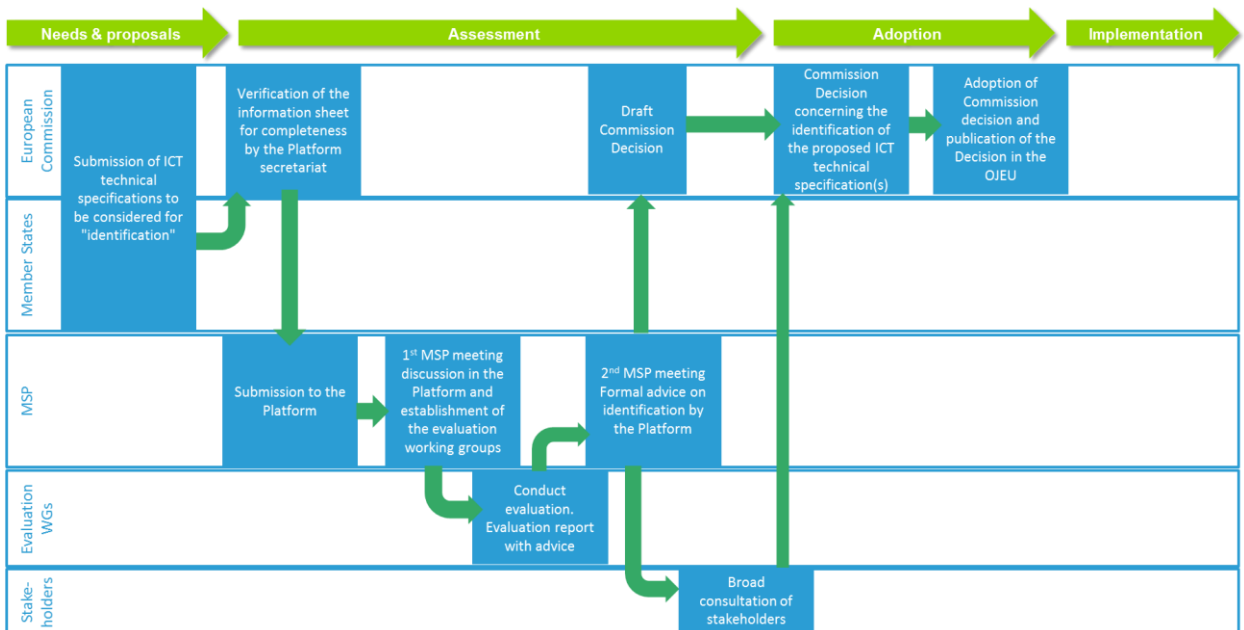 Needs & proposals
Assessment
Adoption
Implementation
European
Commission
Submission of ICT
technical
specifications to
be considered for
"identification"
Verification of the
information sheet
for completeness
by the Platform
secretariat
Draft
Commission
Decision
Commission
Decision
concerning the
identification of
the proposed ICT
technical
specification(s)
Adoption of
Commission
decision and
publication of the
Decision in the
OJEU
Member States
MSP
Submission to the
Platform
1st MSP meeting
discussion in the
Platform and
establishment of
the evaluation
working groups
2nd MSP meeting
Formal advice on
identification by
the Platform
Evaluation
WGs
Conduct
evaluation.
Evaluation report
with advice
Stake-
holders
Broad
consultation of
stakeholders